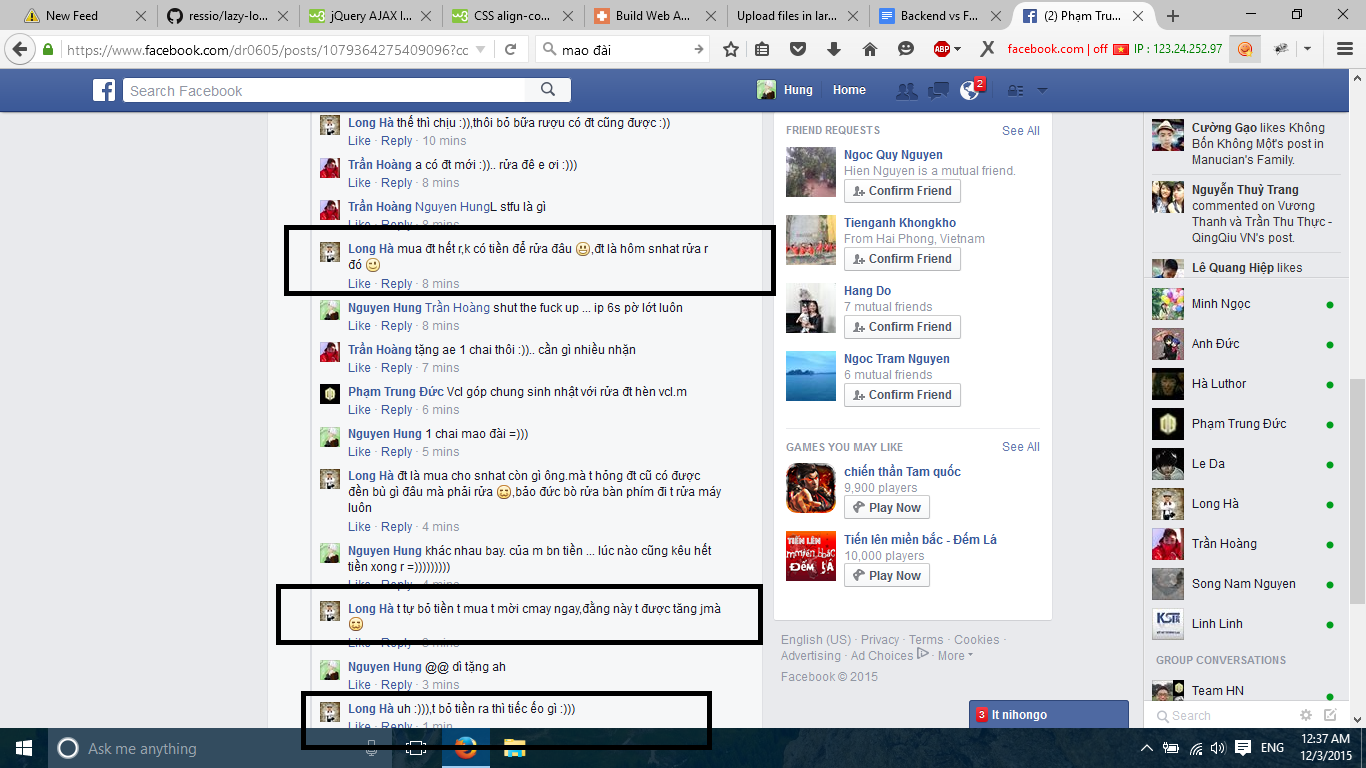 New Feed
ressio/lazy-lo...
jQuery AJAX l...
CSS align-co...
Build Web A...
Upload files in lar...
Backend vs F...
(2) Phạm Tru...
https://www.facebook.com/dr0605/posts/1079364275409096?cc
mao đài
ABP
facebook.com | off
IP : 123.24.252.97
Search Facebook
Hung
Home
2
Long Hà thế thì chịu :)),thôi bỏ bữa rượu có đt cũng được :))
Like · Reply · 10 mins
Trần Hoàng a có đt mới :)).. rửa đê e ơi :)))
Like · Reply · 8 mins
Trần Hoàng Nguyen HungL stfu là gì
Like · Reply · 8 mins
Long Hà mua đt hết r,k có tiền để rửa đâu 😃,đt là hôm snhat rửa r
đó 😉
Like · Reply · 8 mins
Nguyen Hung Trần Hoàng shut the fuck up ... ip 6s pờ lớt luôn
Like · Reply · 8 mins
Trần Hoàng tặng ae 1 chai thôi :)).. cần gì nhiều nhặn
Like · Reply · 7 mins
Phạm Trung Đức Vcl góp chung sinh nhật với rửa đt hèn vcl.m
Like · Reply · 6 mins
Nguyen Hung 1 chai mao đài =)))
Like · Reply · 5 mins
Long Hà đt là mua cho snhat còn gì ông.mà t hỏng đt cũ có được
đền bù gì đâu mà phải rửa 😊,bảo đức bò rửa bàn phím đi t rửa máy
luôn
Like · Reply · 4 mins
Nguyen Hung khác nhau bay. của m bn tiền ... lúc nào cũng kêu hết
tiền xong r =)))))))))
Like · Reply · 4 mins
Long Hà t tự bỏ tiền t mua t mời cmay ngay,đằng này t được tăng jmà
😊
Like · Reply · 3 mins
Nguyen Hung @@ dì tặng ah
Like · Reply · 3 mins
Long Hà uh :))),t bỏ tiền ra thì tiếc ếo gì :)))
Like · Reply · 1 min
FRIEND REQUESTS
See All
Ngoc Quy Nguyen
Hien Nguyen is a mutual friend.
Confirm Friend
Tienganh Khongkho
From Hai Phong, Vietnam
Confirm Friend
Hang Do
7 mutual friends
Confirm Friend
Ngoc Tram Nguyen
6 mutual friends
Confirm Friend
GAMES YOU MAY LIKE
See All
chiến thần Tam quốc
9,900 players
Play Now
TIẾN LÊN
MIỀN BẮC
ĐẾM LÁ
Tiến lên miền bắc - Đếm Lá
10,000 players
Play Now
English (US) · Privacy · Terms · Cookies ·
Advertising · Ad Choices · More
Facebook © 2015
Cường Gạo likes Không
Bốn Không Một's post in
Manucian's Family.
Nguyễn Thuỳ Trang
commented on Vương
Thanh và Trần Thu Thực -
QingQiu VN's post.
Lê Quang Hiệp likes
Minh Ngọc
Anh Đức
Hà Luthor
Phạm Trung Đức
Le Da
Long Hà
Trần Hoàng
Song Nam Nguyen
Linh Linh
GROUP CONVERSATIONS
Team HN
Search
3 It nihongo
Ask me anything
ENG
12:37 AM
12/3/2015